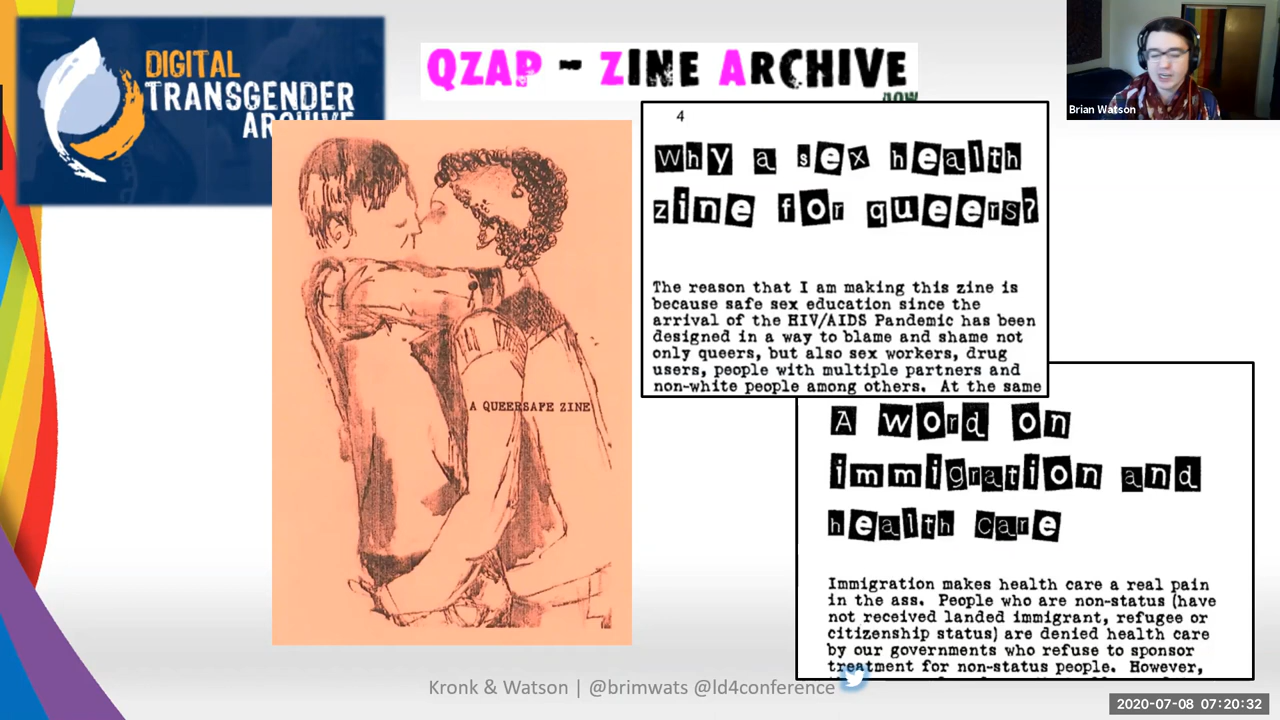 DIGITAL
TRANSGENDER
ARCHIVE
QZAP - ZINE ARCHIVE
now
Brian Watson
A QUEERSAFE ZINE
4
Why a sex health
zine for queers?
The reason that I am making this zine is
because safe sex education since the
arrival of the HIV/AIDS Pandemic has been
designed in a way to blame and shame not
only queers, but also sex workers, drug
users, people with multiple partners and
non-white people among others. At the same
A word on
immigration and
health care
Immigration makes health care a real pain
in the ass. People who are non-status (have
not received landed immigrant, refugee or
citizenship status) are denied health care
by our governments who refuse to sponsor
treatment for non-status people. However,
Kronk & Watson | @brimwats @ld4conference
2020-07-08 07:20:32